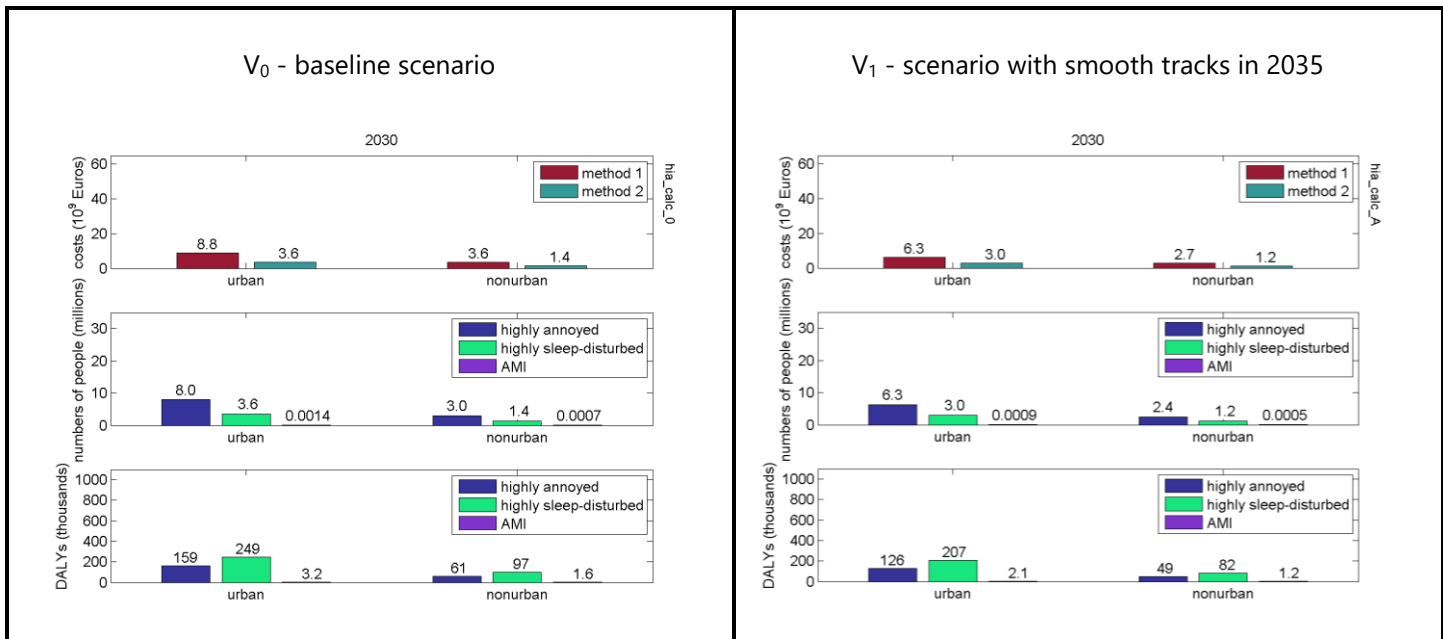 V0 - baseline scenario
2030
costs (10^9 Euros)
60
40
20
0
method 1
method 2
8.8
3.6
3.6
1.4
urban
nonurban
hia_calc_0
numbers of people (millions)
30
20
10
0
highly annoyed
highly sleep-disturbed
AMI
8.0
3.6
0.0014
3.0
1.4
0.0007
urban
nonurban
DALYs (thousands)
1000
800
600
400
200
0
highly annoyed
highly sleep-disturbed
AMI
159
249
3.2
61
97
1.6
urban
nonurban
V1 - scenario with smooth tracks in 2035
2030
costs (10^9 Euros)
60
40
20
0
method 1
method 2
6.3
3.0
2.7
1.2
urban
nonurban
hia_calc_A
numbers of people (millions)
30
20
10
0
highly annoyed
highly sleep-disturbed
AMI
6.3
3.0
0.0009
2.4
1.2
0.0005
urban
nonurban
DALYs (thousands)
1000
800
600
400
200
0
highly annoyed
highly sleep-disturbed
AMI
126
207
2.1
49
82
1.2
urban
nonurban